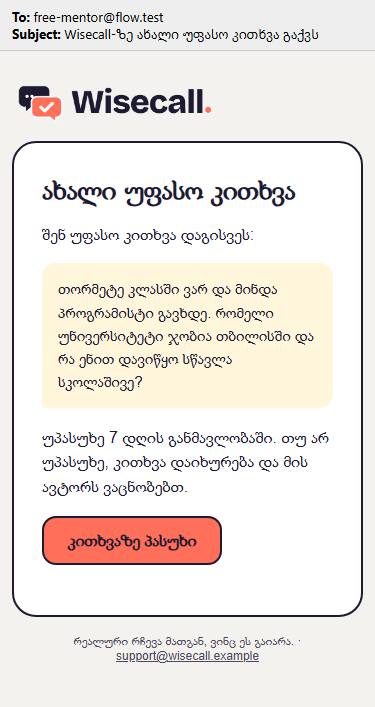 To: free-mentor@flow.test
Subject: Wisecall-ზე ახალი უფასო კითხვა გაქვს
Wisecall.
ახალი უფასო კითხვა
შენ უფასო კითხვა დაგისვეს:
თორმეტე კლასში ვარ და მინდა
პროგრამისტი გავხდე. რომელი
უნივერსიტეტი ჯობია თბილისში და
რა ენით დავიწყო სწავლა
სკოლაშივე?
უპასუხე 7 დღის განმავლობაში. თუ არ
უპასუხე, კითხვა დაიხურება და მის
ავტორს ვაცნობებთ.
კითხვაზე პასუხი
რეალური რჩევა მათგან, ვინც ეს გაიარა. ·
support@wisecall.example